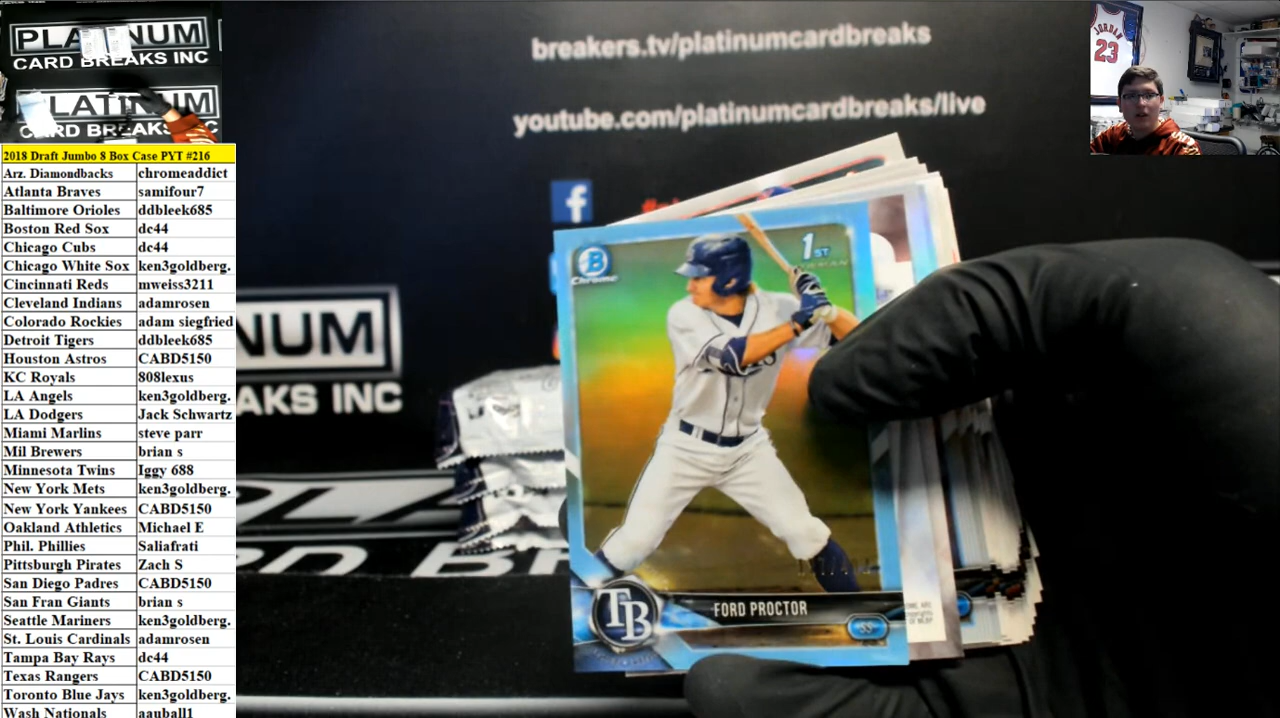 PLATINUM
CARD BREAKS INC
PLATINUM
CARD BREAKS
2018 Draft Jumbo 8 Box Case PYT #216
Arz. Diamondbacks chromeaddict
Atlanta Braves samifour7
Baltimore Orioles ddbleek685
Boston Red Sox dc44
Chicago Cubs dc44
Chicago White Sox ken3goldberg.
Cincinnati Reds mweiss3211
Cleveland Indians adamrosen
Colorado Rockies adam siegfried
Detroit Tigers ddbleek685
Houston Astros CABD5150
KC Royals 808lexus
LA Angels ken3goldberg.
LA Dodgers Jack Schwartz
Miami Marlins steve parr
Mil Brewers brian s
Minnesota Twins Iggy 688
New York Mets ken3goldberg.
New York Yankees CABD5150
Oakland Athletics Michael E
Phil. Phillies Saliafrati
Pittsburgh Pirates Zach S
San Diego Padres CABD5150
San Fran Giants brian s
Seattle Mariners ken3goldberg.
St. Louis Cardinals adamrosen
Tampa Bay Rays dc44
Texas Rangers CABD5150
Toronto Blue Jays ken3goldberg.
Wash Nationals aauball1
breakers.tv/platinumcardbreaks
youtube.com/platinumcardbreaks/live
f
NUM
AKS INC
B
Chrome
1ST
BOWMAN
TB
FORD PROCTOR
SS
JORDAN
23